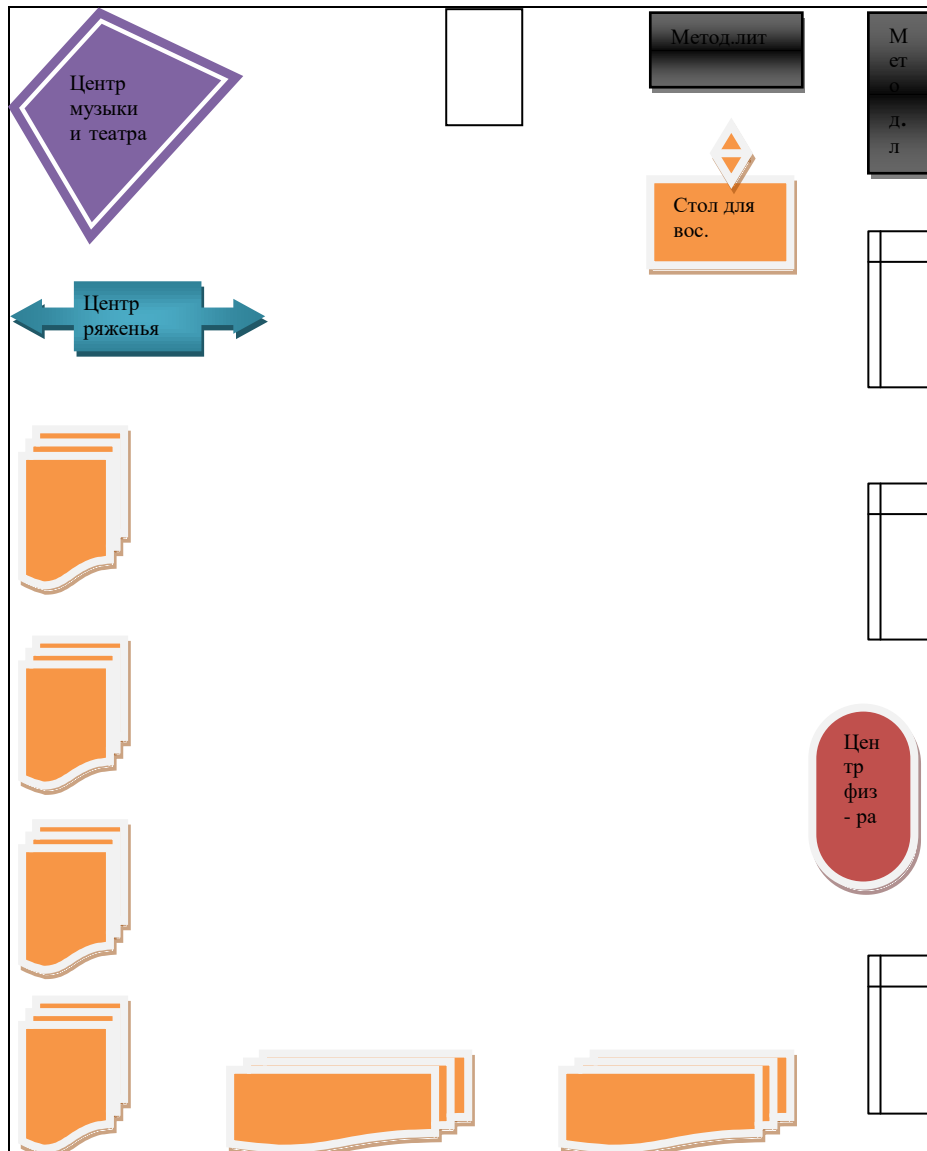 Центр
музыки
и театра
Метод.лит
М
ет
о
д.
л
Стол для
вос.
Центр
ряженья
Цен
тр
физ
- ра